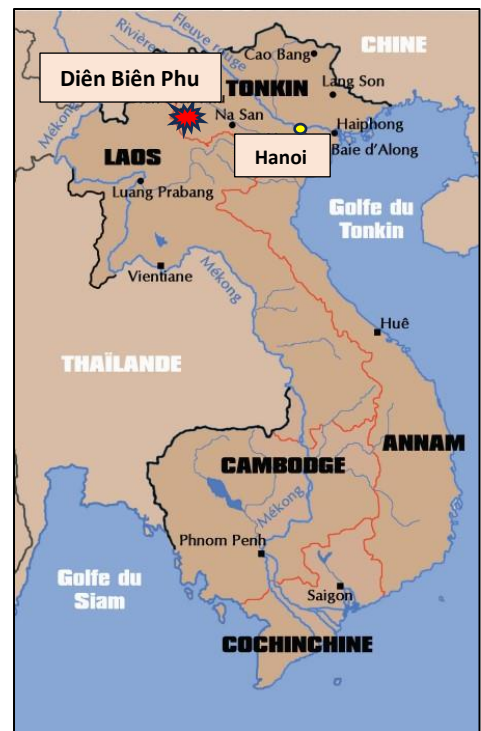 Fleuve rouge
CHINE
Rivière
Cao Bang
Diên Biên Phu
TONKIN
Lang Son
Mékong
Na San
Haiphong
Hanoi
Baie d'Along
LAOS
Luang Prabang
Golfe du
Tonkin
Vientiane
Mékong
Huê
THAÏLANDE
ANNAM
CAMBODGE
Mékong
Phnom Penh
Golfe du
Siam
Saigon
COCHINCHINE